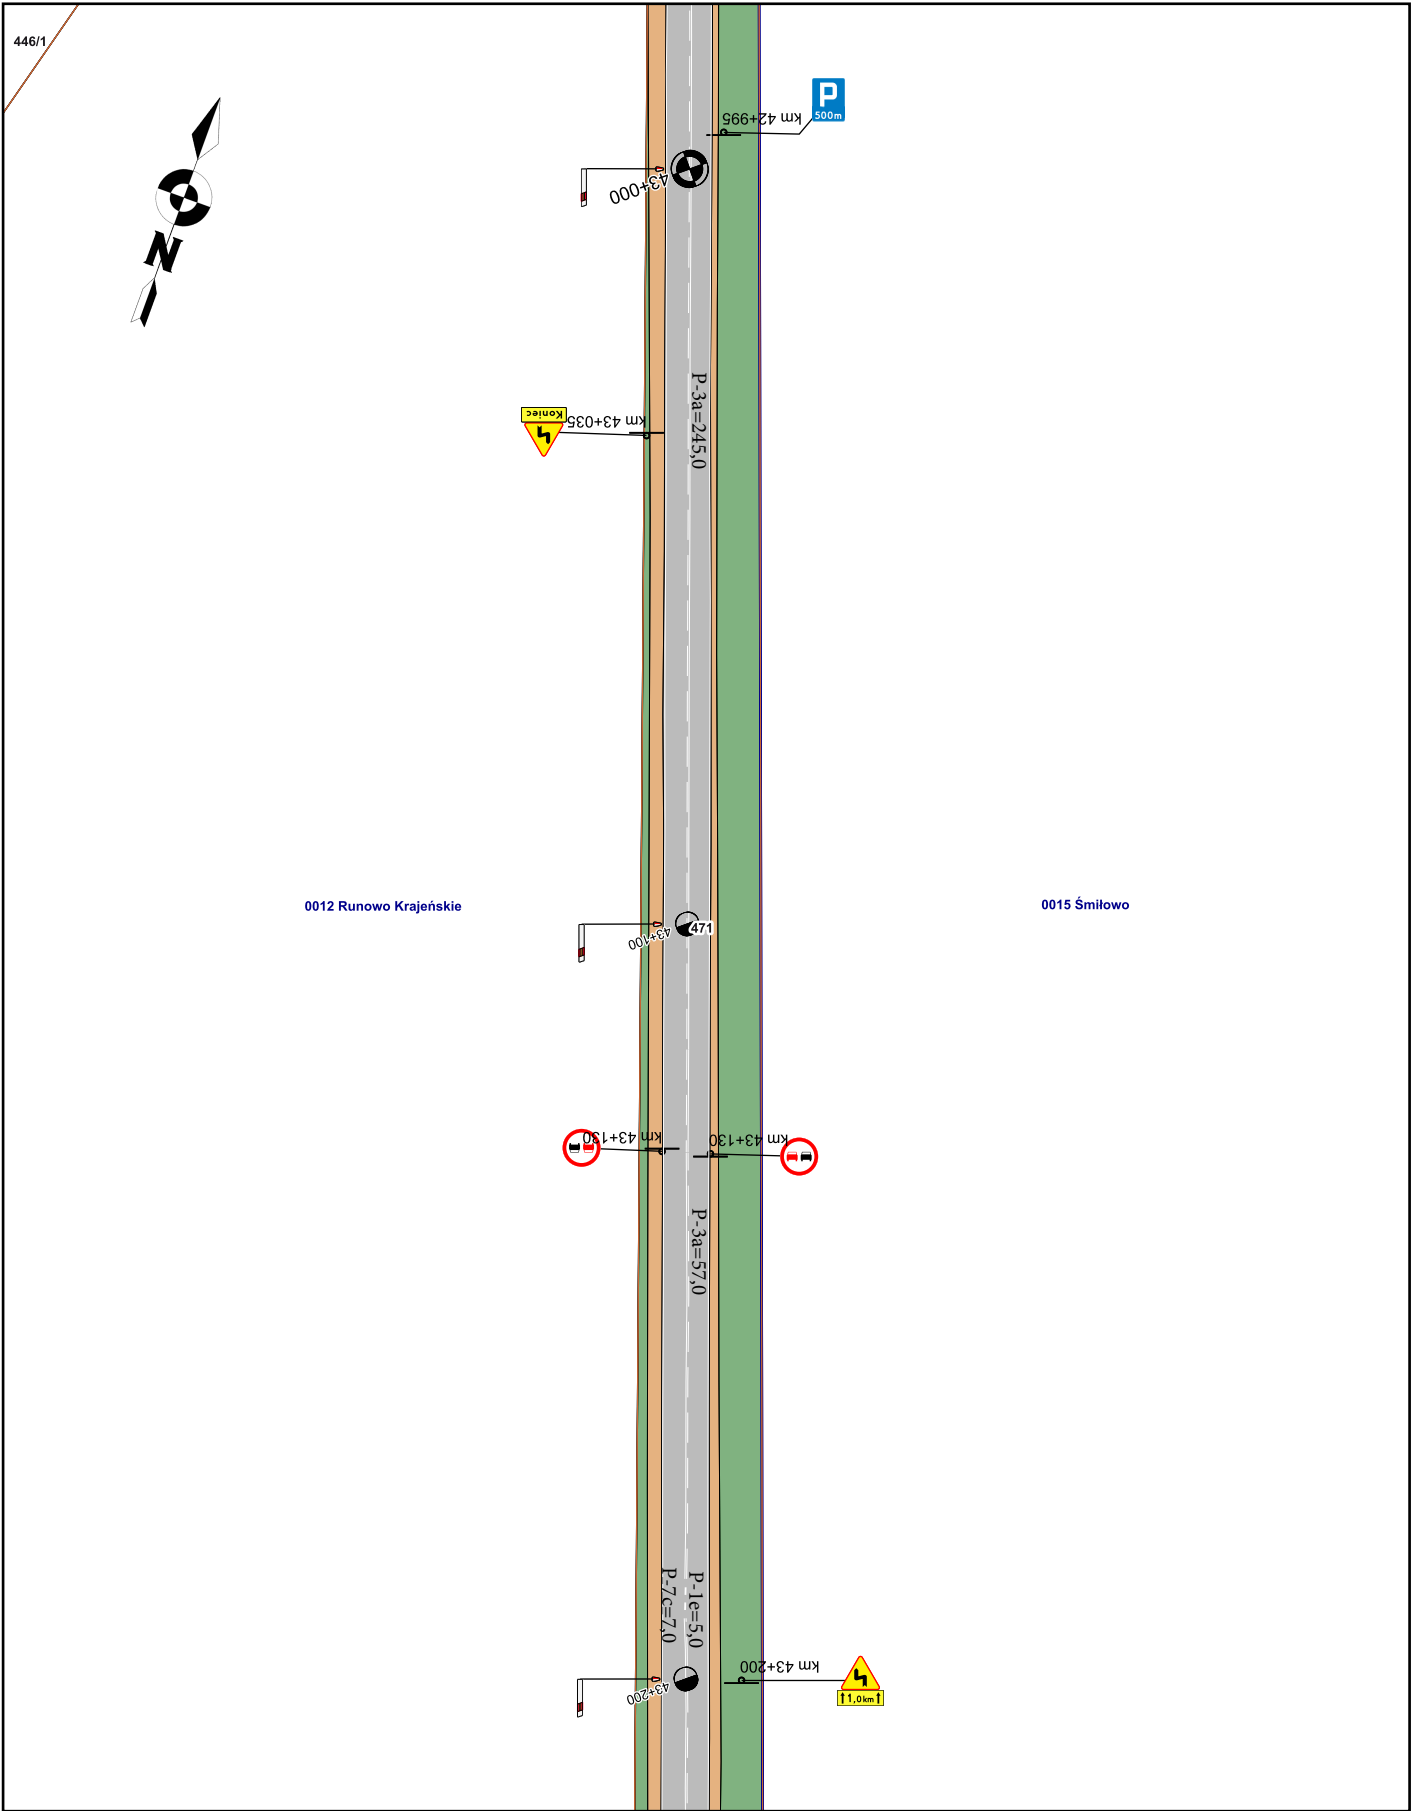 446/1
P
500m
km 42+995
43+000
N
P-3a=245,0
Koniec
km 43+035
0012 Runowo Krajeńskie
0015 Śmiłowo
471
43+100
km 43+130
km 43+130
P-3a=57,0
P-7c=7,0
P-1e=5,0
km 43+200
43+200
1,0km